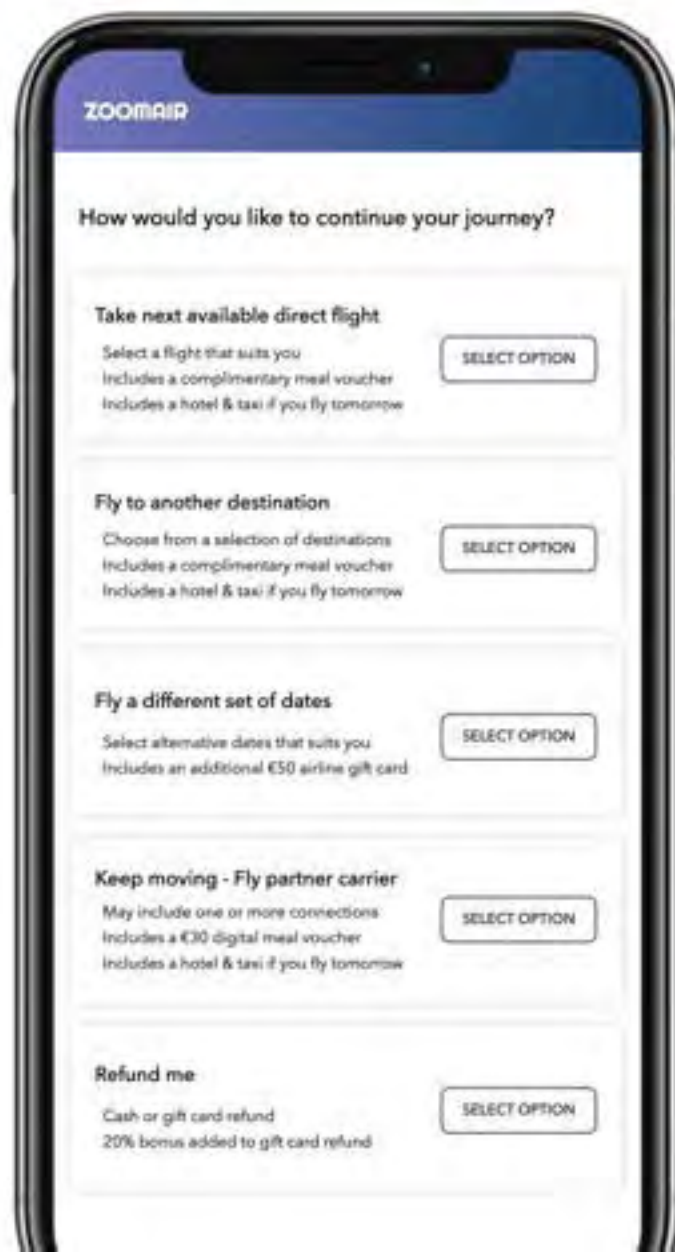 ZOOMAIR
How would you like to continue your journey?
Take next available direct flight
Select a flight that suits you
Includes a complimentary meal voucher
Includes a hotel & taxi if you fly tomorrow
SELECT OPTION
Fly to another destination
Choose from a selection of destinations
Includes a complimentary meal voucher
Includes a hotel & taxi if you fly tomorrow
SELECT OPTION
Fly a different set of dates
Select alternative dates that suits you
Includes an additional €50 airline gift card
SELECT OPTION
Keep moving - Fly partner carrier
May include one or more connections
Includes a €30 digital meal voucher
Includes a hotel & taxi if you fly tomorrow
SELECT OPTION
Refund me
Cash or gift card refund
20% bonus added to gift card refund
SELECT OPTION